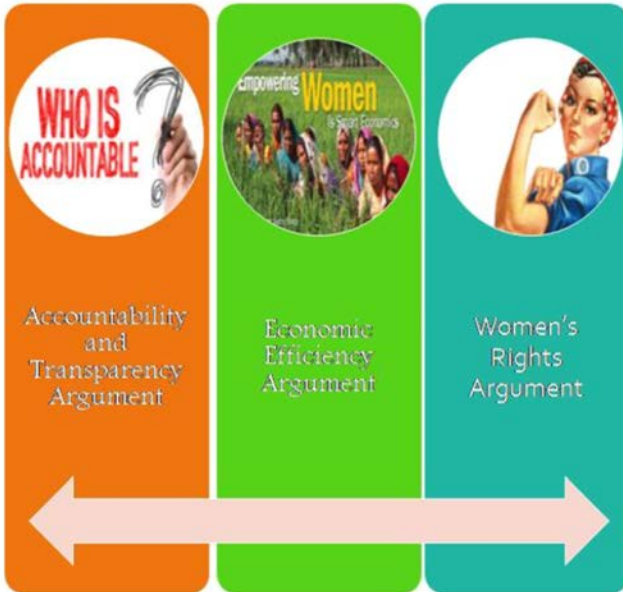 WHO IS
ACCOUNTABLE
?
Empowering Women
Is Smart Economics
Accountability
and
Transparency
Argument
Economic
Efficiency
Argument
Women's
Rights
Argument